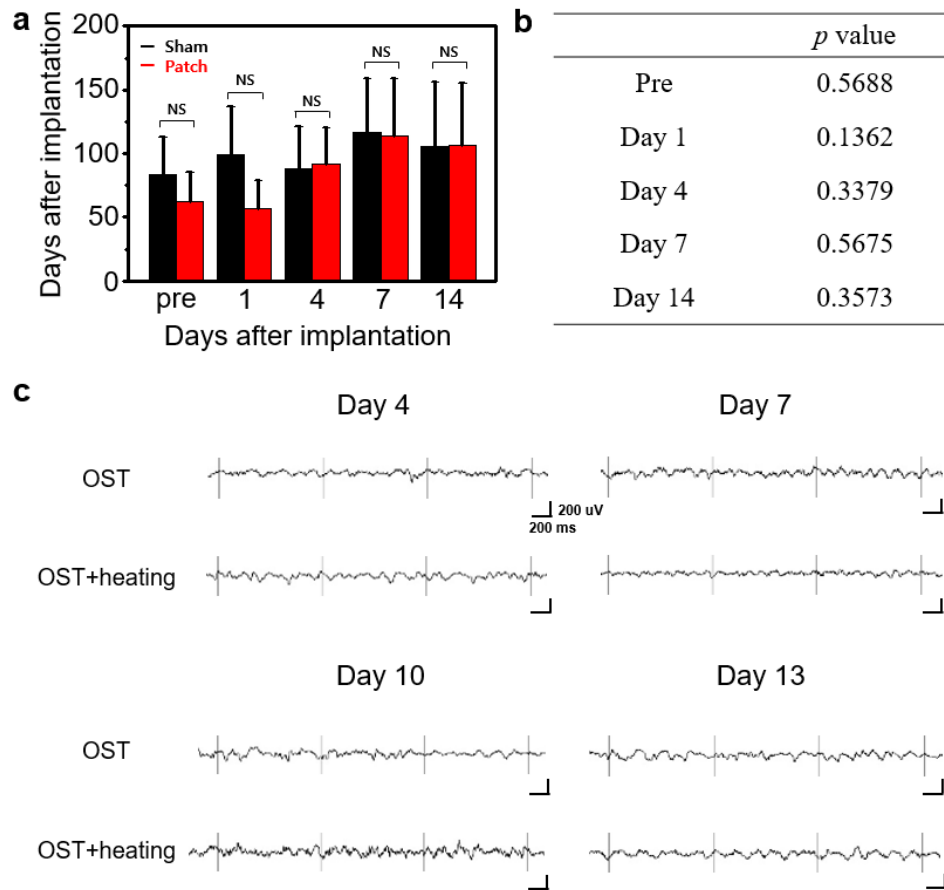 a
200
150
100
50
0
Days after implantation
Sham
Patch
NS
NS
NS
NS
NS
pre 1 4 7 14
Days after implantation
b
p value
Pre 0.5688
Day 1 0.1362
Day 4 0.3379
Day 7 0.5675
Day 14 0.3573
c
Day 4
Day 7
OST
200 uV
200 ms
OST+heating
Day 10
Day 13
OST
OST+heating